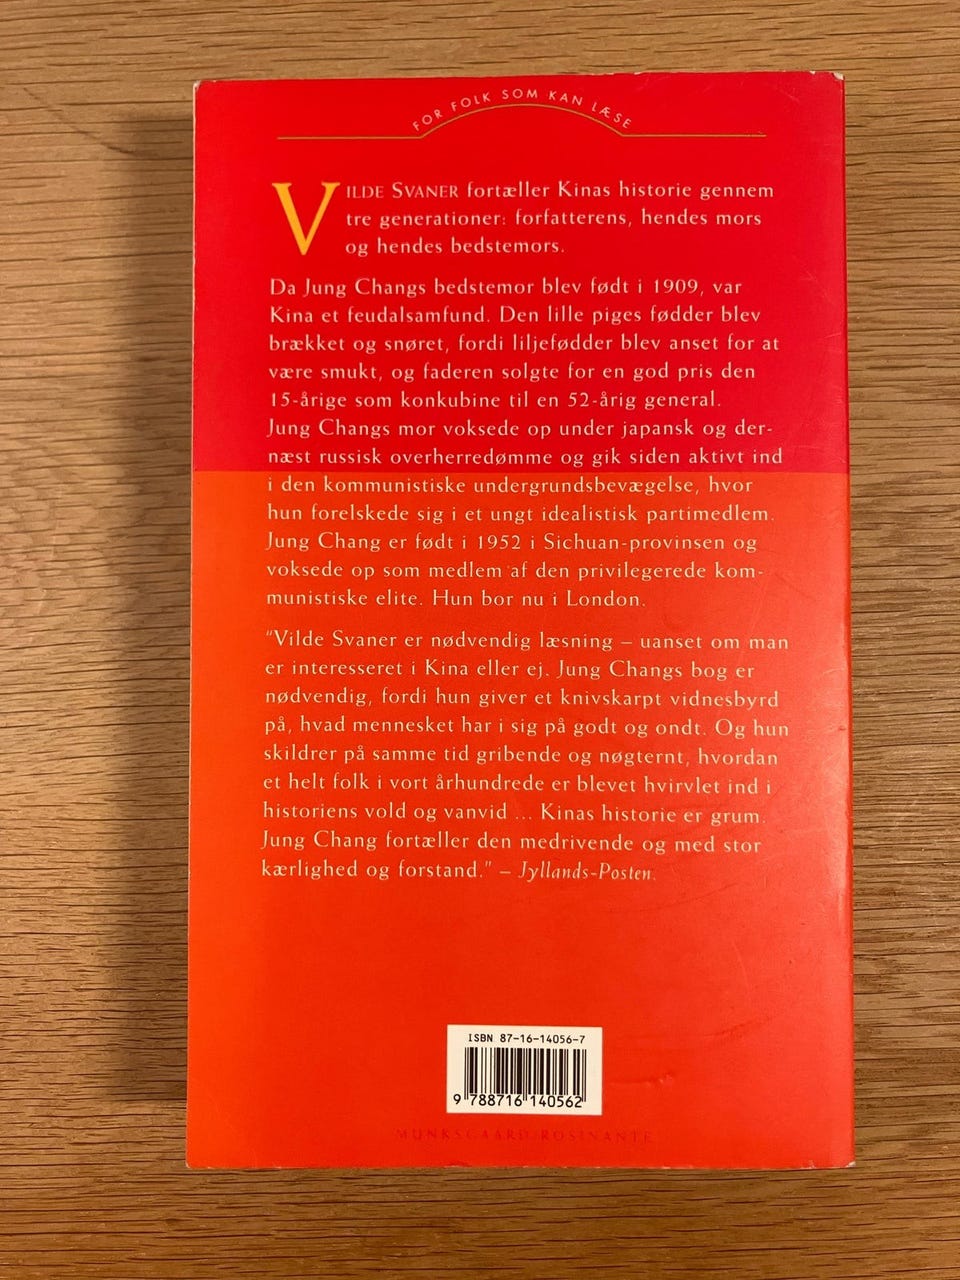 FOR FOLK SOM KAN LÆSE
VILDE SVANER fortæller Kinas historie gennem
tre generationer: forfatterens, hendes mors
og hendes bedstemors.
Da Jung Changs bedstemor blev født i 1909, var
Kina et feudalsamfund. Den lille piges fødder blev
brækket og snøret, fordi liljefødder blev anset for at
være smukt, og faderen solgte for en god pris den
15-årige som konkubine til en 52-årig general.
Jung Changs mor voksede op under japansk og der-
næst russisk overherredømme og gik siden aktivt ind
i den kommunistiske undergrundsbevægelse, hvor
hun forelskede sig i et ungt idealistisk partimedlem.
Jung Chang er født i 1952 i Sichuan-provinsen og
voksede op som medlem af den privilegerede kom-
munistiske elite. Hun bor nu i London.
"Vilde Svaner er nødvendig læsning – uanset om man
er interesseret i Kina eller ej. Jung Changs bog er
nødvendig, fordi hun giver et knivskarpt vidnesbyrd
på, hvad mennesket har i sig på godt og ondt. Og hun
skildrer på samme tid gribende og nøgternt, hvordan
et helt folk i vort århundrede er blevet hvirvlet ind i
historiens vold og vanvid ... Kinas historie er grum.
Jung Chang fortæller den medrivende og med stor
kærlighed og forstand." – Jyllands-Posten.
ISBN 87-16-14056-7
9 788716 140562
MUNKSGAARD/ROSINANTE